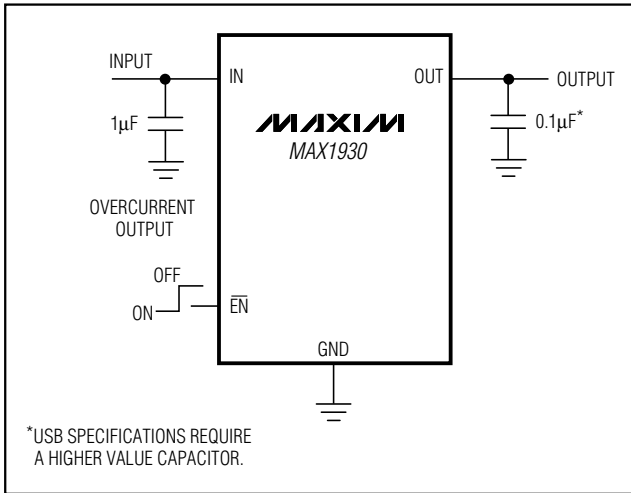 INPUT
IN
OUT
OUTPUT
1µF
MAXIM
MAX1930
0.1µF*
OVERCURRENT
OUTPUT
OFF
ON
EN
GND
*USB SPECIFICATIONS REQUIRE
A HIGHER VALUE CAPACITOR.